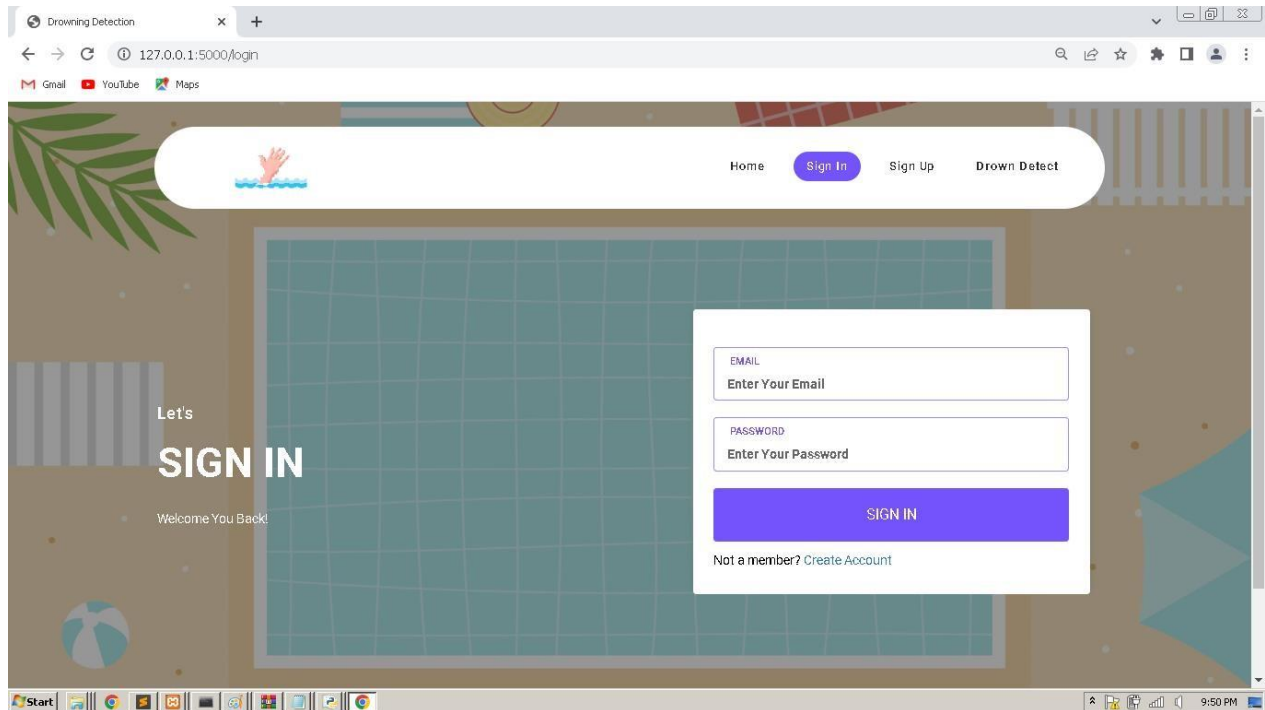 Drowning Detection
127.0.0.1:5000/login
Gmail YouTube Maps
Home Sign In Sign Up Drown Detect
EMAIL
Enter Your Email
PASSWORD
Enter Your Password
SIGN IN
Not a member? Create Account
Let's
SIGN IN
Welcome You Back!
Start 9:50 PM